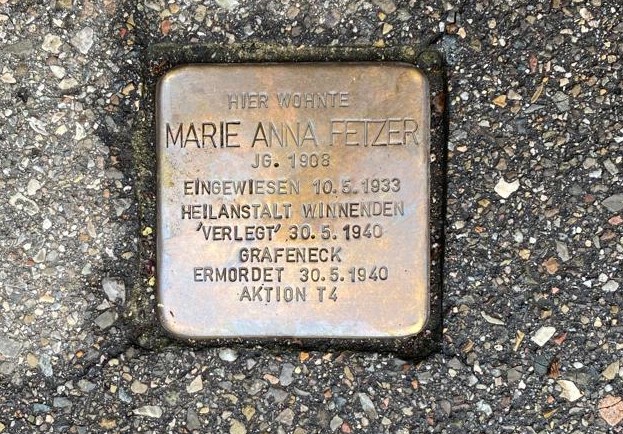 HIER WOHNTE
MARIE ANNA FETZER
JG. 1908
EINGEWIESEN 10.5.1933
HEILANSTALT WINNENDEN
'VERLEGT' 30.5.1940
GRAFENECK
ERMORDET 30.5.1940
AKTION T4